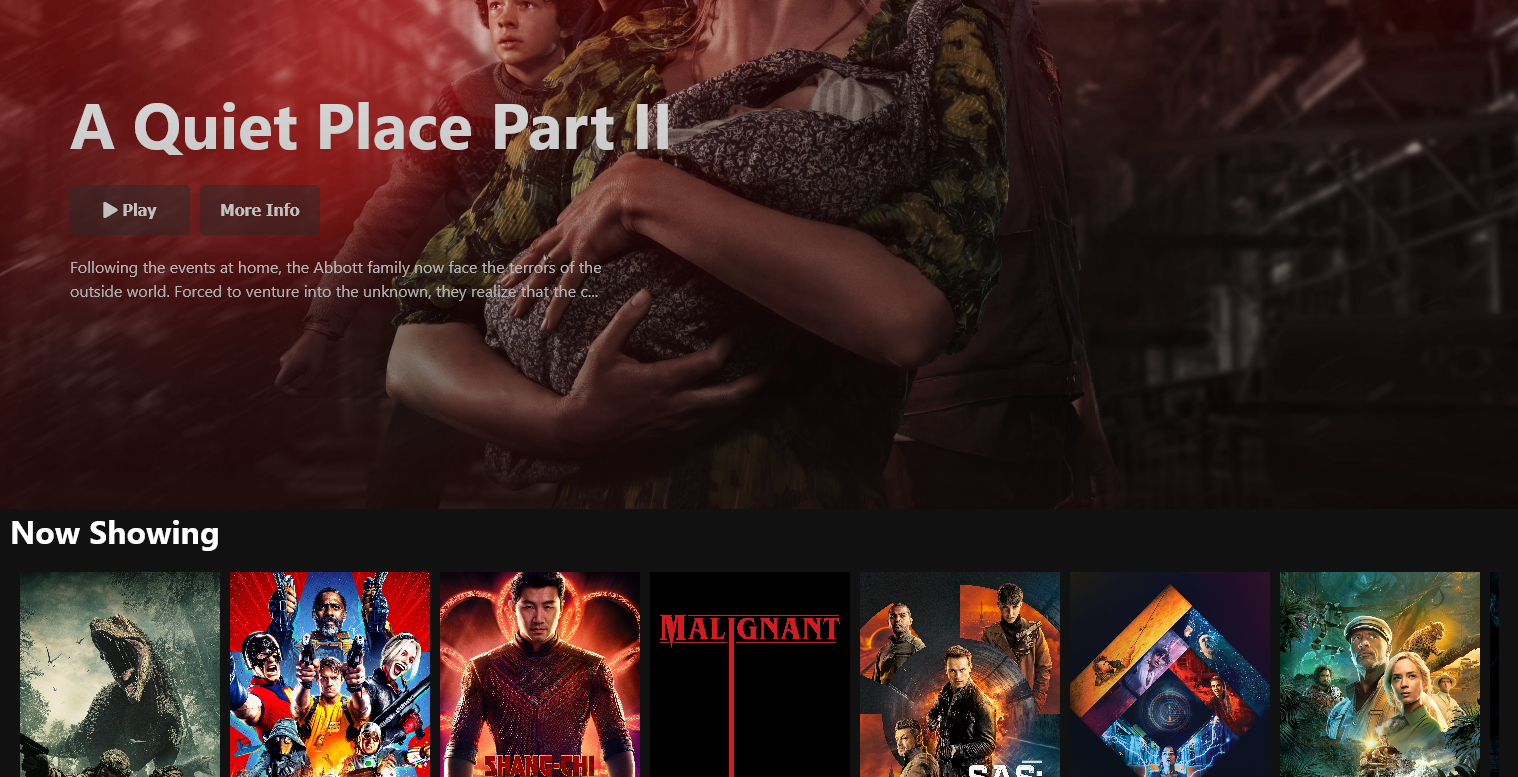 A Quiet Place Part II
Play
More Info
Following the events at home, the Abbott family now face the terrors of the
outside world. Forced to venture into the unknown, they realize that the c...
Now Showing
MALIGNANT
SHANG-CHI
SAS: